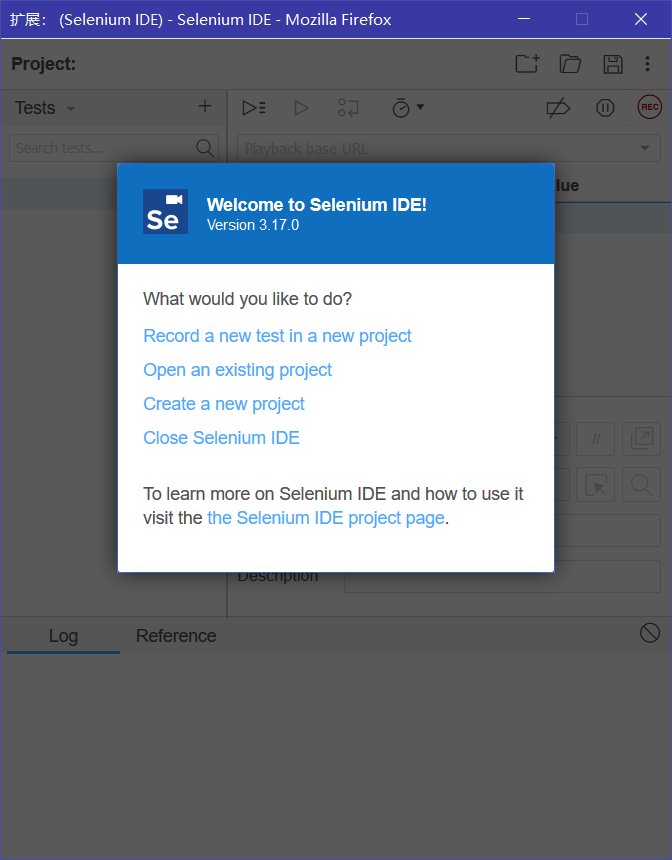 扩展： (Selenium IDE) - Selenium IDE - Mozilla Firefox
Project:
Tests
REC
Search tests...
Playback base URL
lue
Se
Welcome to Selenium IDE!
Version 3.17.0
What would you like to do?
Record a new test in a new project
Open an existing project
Create a new project
Close Selenium IDE
//
To learn more on Selenium IDE and how to use it
visit the the Selenium IDE project page.
Description
Log
Reference